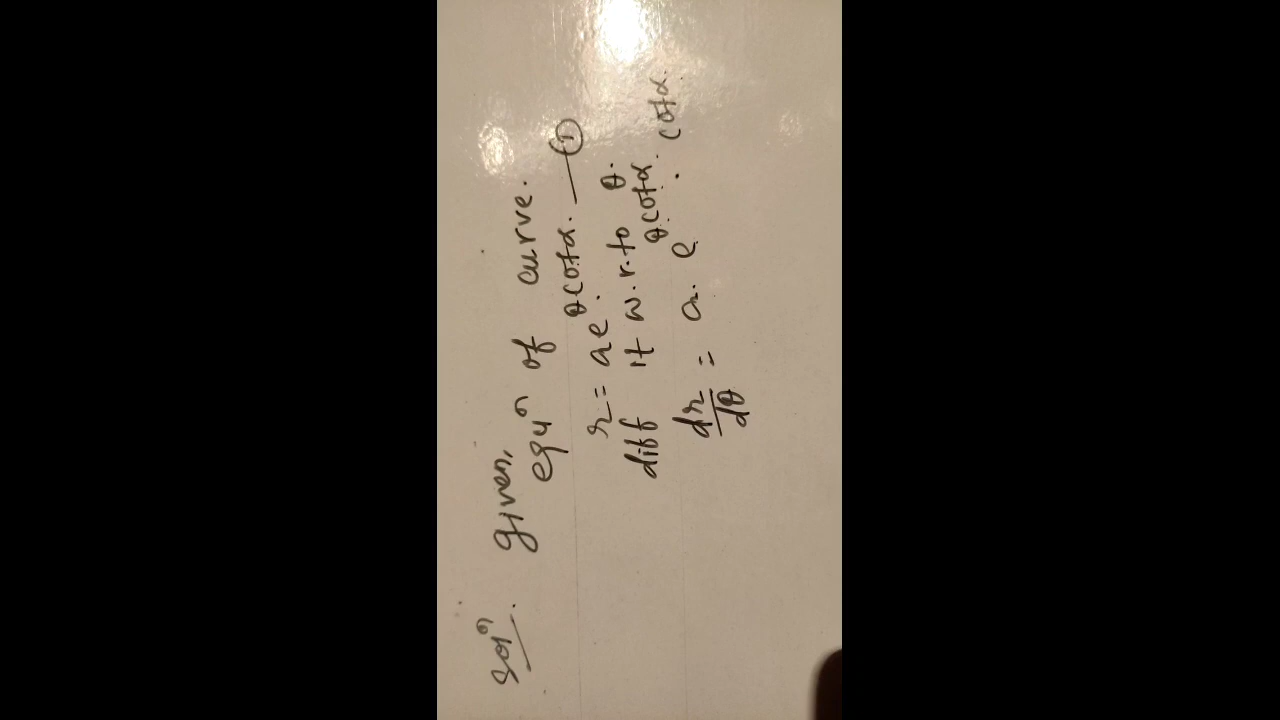 solⁿ. given,
equⁿ of curve.
r = ae^θcotα. — ①
diff it w.r.to θ.
dr/dθ = a. e^θcotα. cotα.